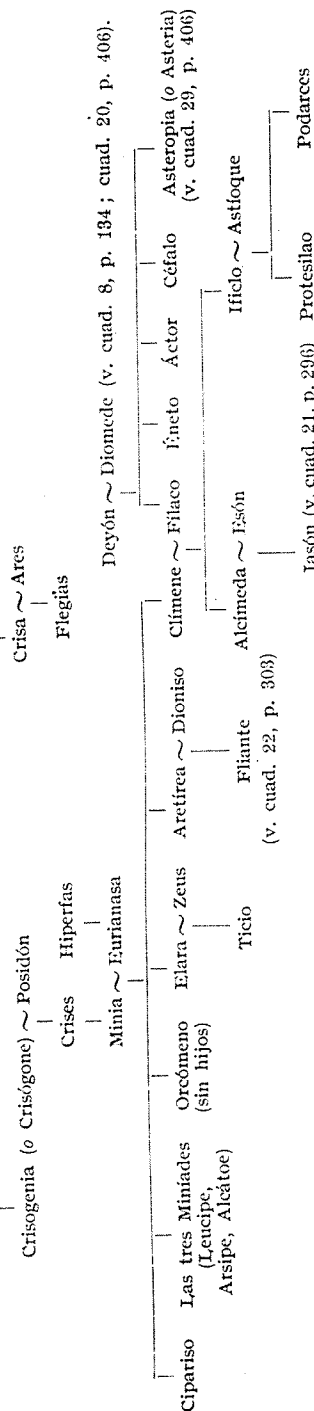 Crisogenia (o Crisógone) ~ Posidón
Crises
Crisa ~ Ares
Flegias
Hiperfas
Minia ~ Eurianasa
Deyón ~ Diomede (v. cuad. 8, p. 134; cuad. 20, p. 406).
Cipariso
Las tres Miníades
(Leucipe,
Arsipe, Alcátoe)
Orcómeno
(sin hijos)
Elara ~ Zeus
Ticio
Aretírea ~ Dioniso
Fliante
(v. cuad. 22, p. 303)
Clímene ~ Fílaco
Éneto
Áctor
Céfalo
Asteropia (o Asteria)
(v. cuad. 29, p. 406)
Alcímeda ~ Esón
Jasón (v. cuad. 21, p. 296)
Ificlo ~ Astíoque
Protesilao
Podarces